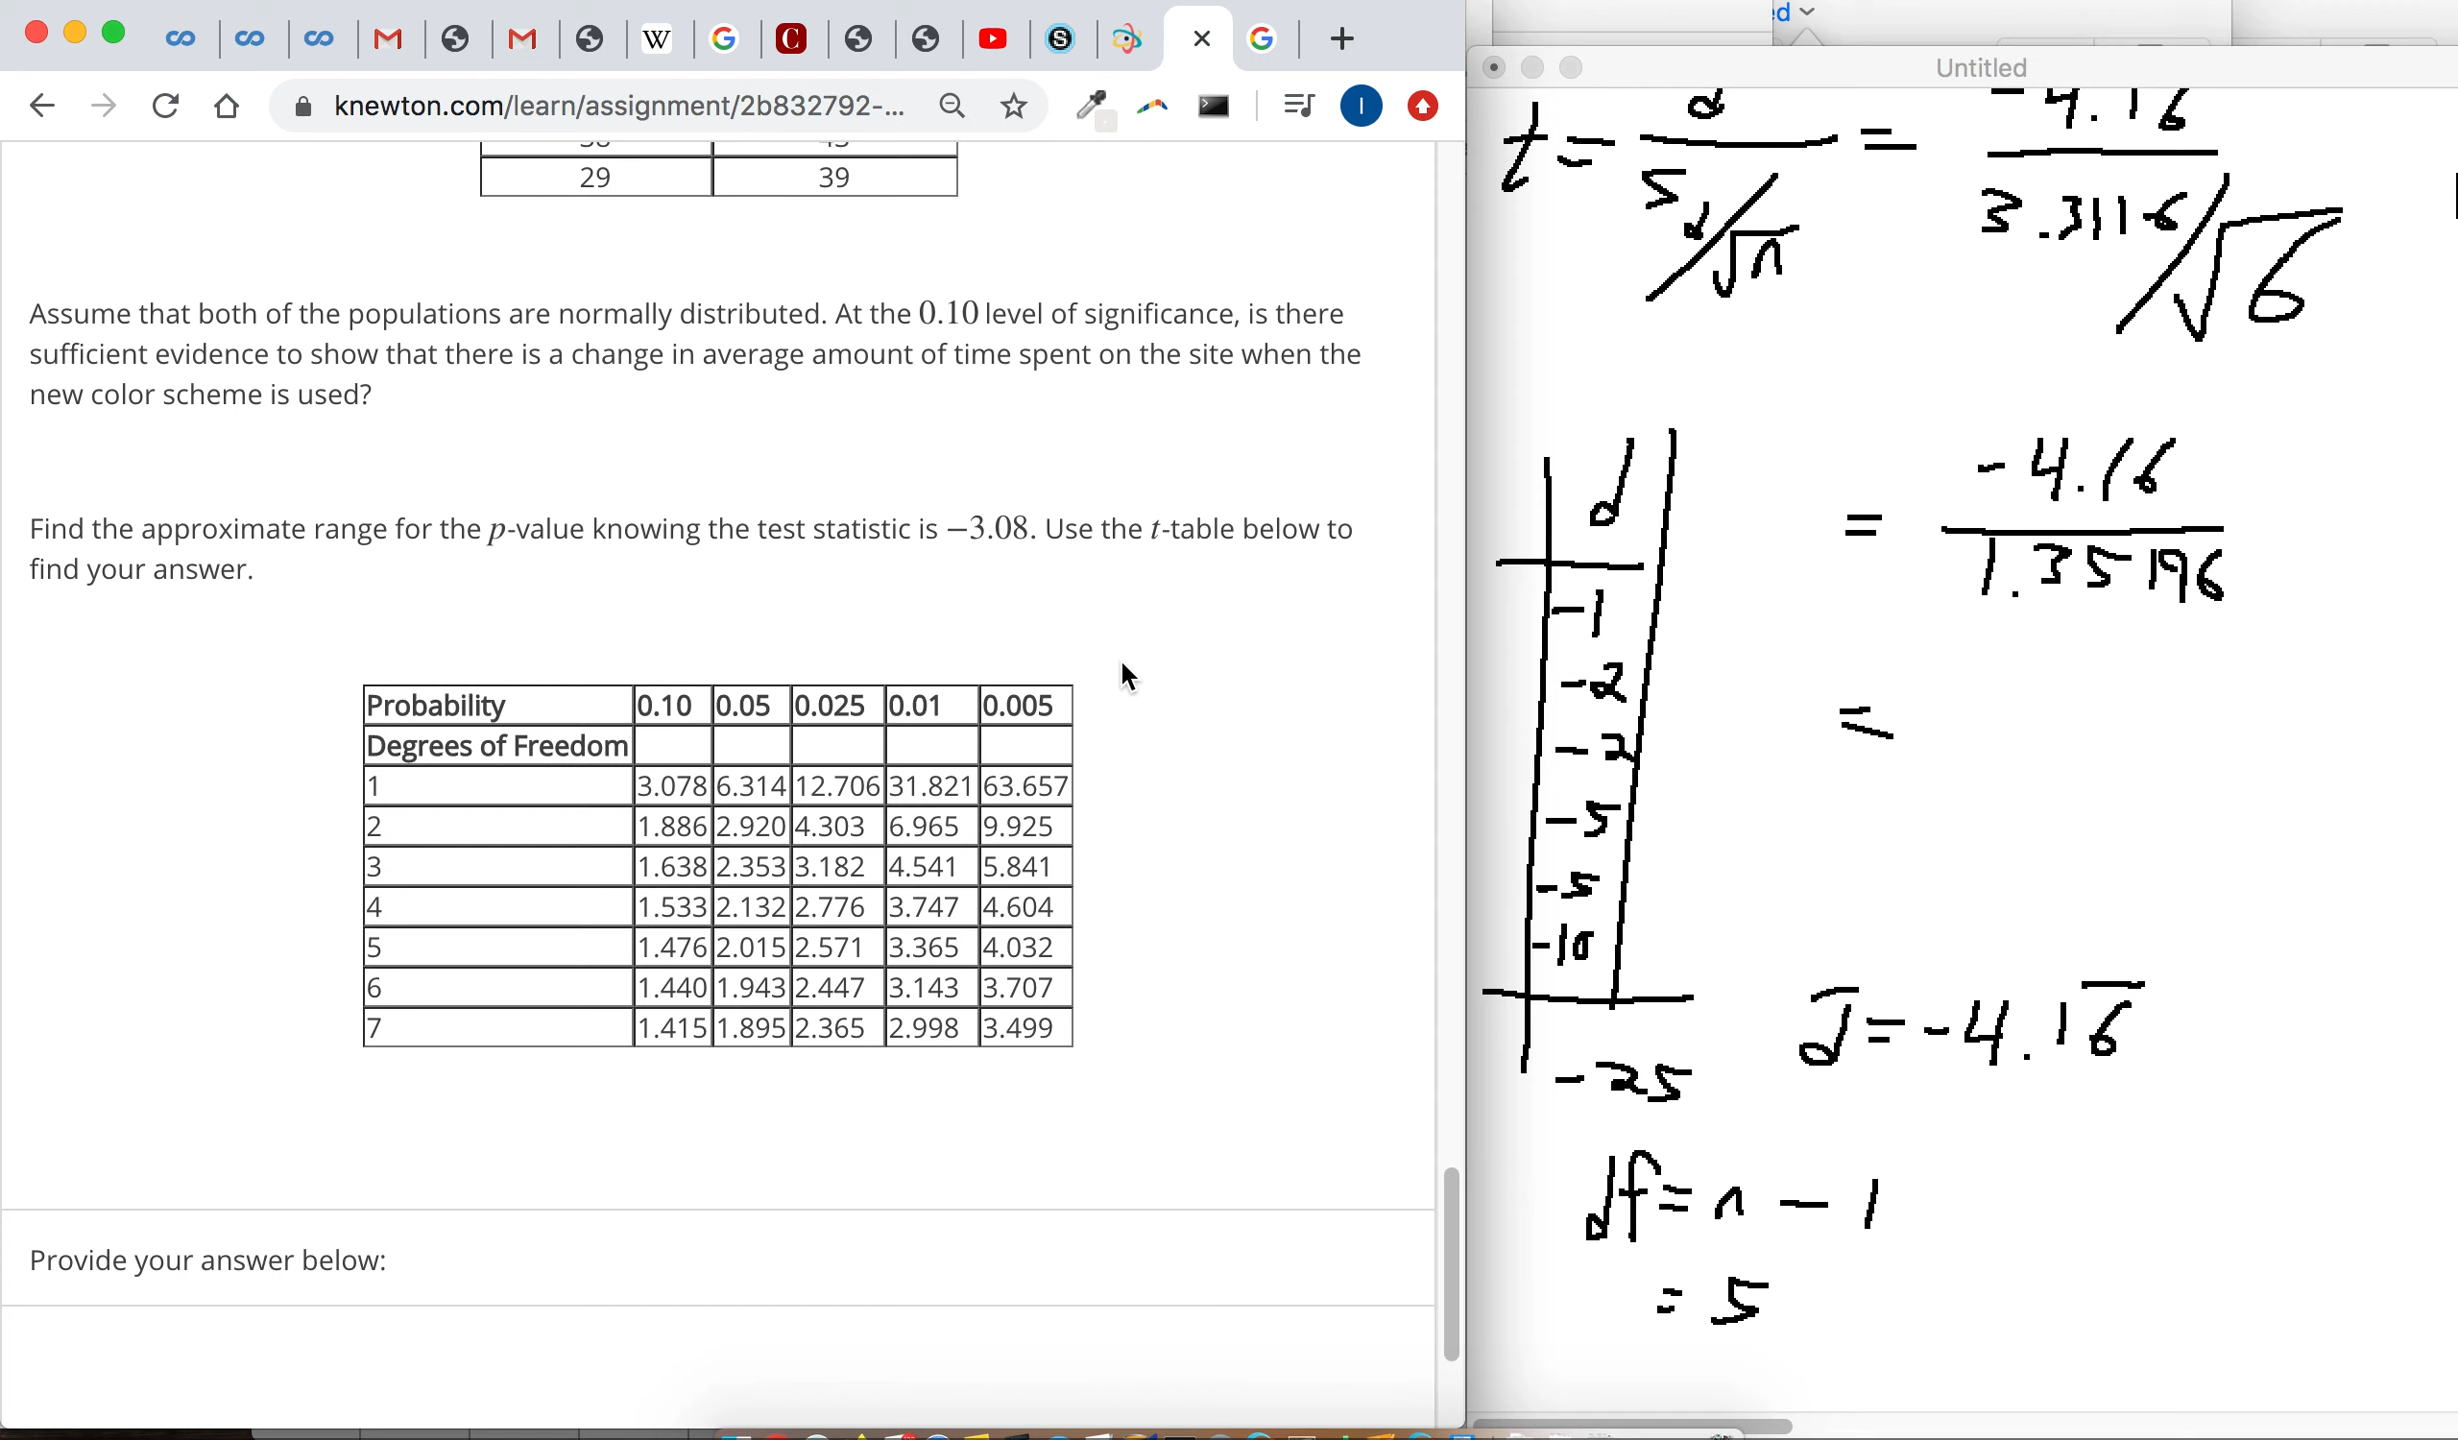 ed
Untitled
knewton.com/learn/assignment/2b832792-...
I
29 39
Assume that both of the populations are normally distributed. At the 0.10 level of significance, is there
sufficient evidence to show that there is a change in average amount of time spent on the site when the
new color scheme is used?
Find the approximate range for the p-value knowing the test statistic is −3.08. Use the t-table below to
find your answer.
Probability 0.10 0.05 0.025 0.01 0.005
Degrees of Freedom
1 3.078 6.314 12.706 31.821 63.657
2 1.886 2.920 4.303 6.965 9.925
3 1.638 2.353 3.182 4.541 5.841
4 1.533 2.132 2.776 3.747 4.604
5 1.476 2.015 2.571 3.365 4.032
6 1.440 1.943 2.447 3.143 3.707
7 1.415 1.895 2.365 2.998 3.499
Provide your answer below:
t = d / (s_d/√n) = -4.16 / (3.3116/√6)
= -4.16 / 1.35196
=
d
-1
-2
-2
-5
-5
-10
-25
d̄ = -4.16̅
df = n - 1
= 5